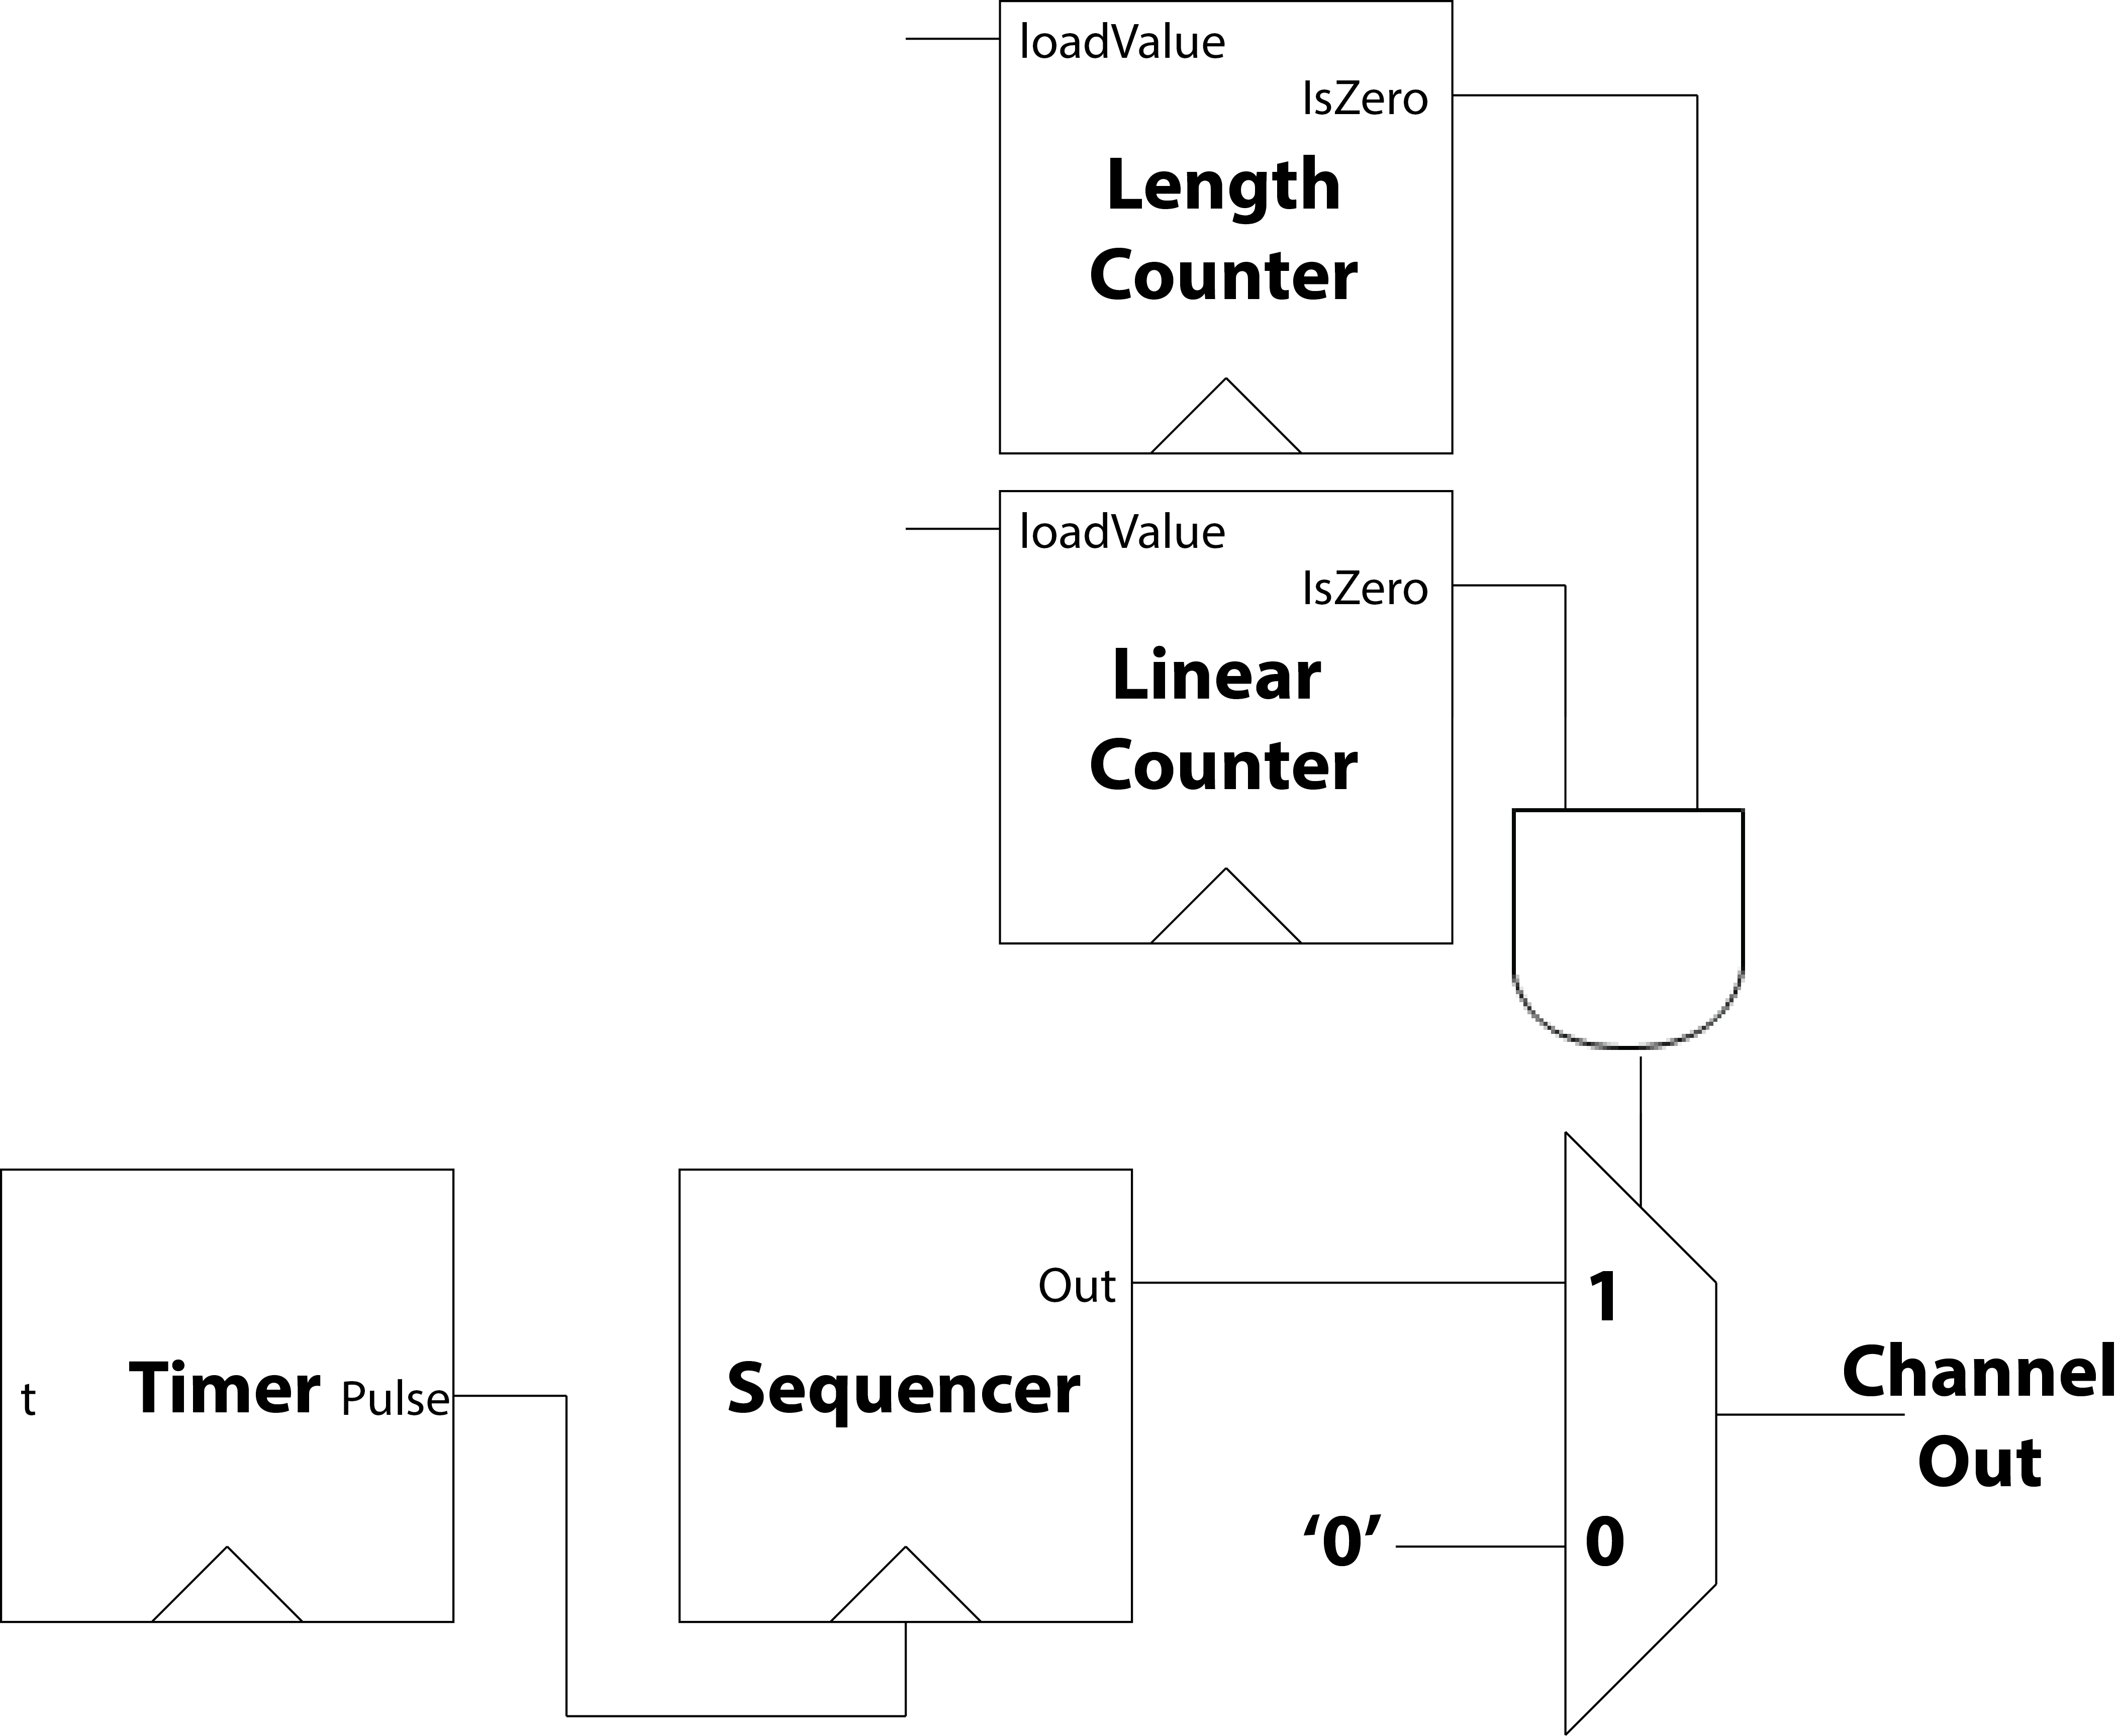 loadValue
IsZero
Length
Counter
loadValue
IsZero
Linear
Counter
t
Timer
Pulse
Out
Sequencer
1
‘0’
0
Channel
Out